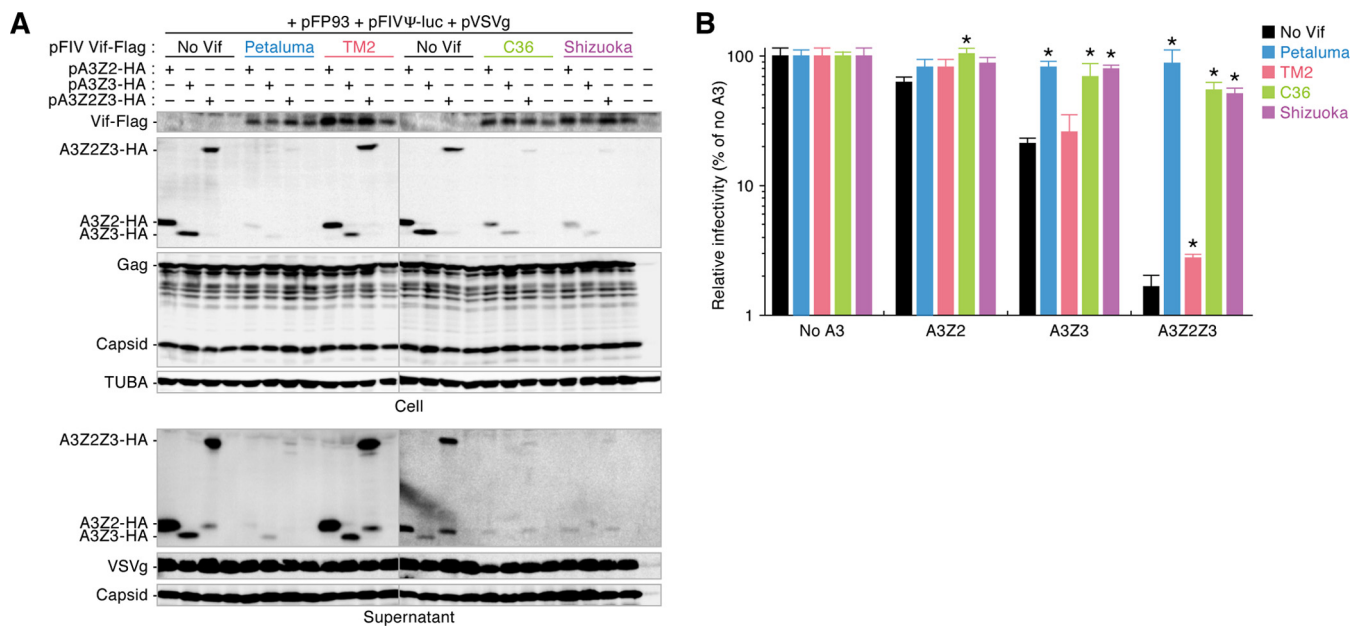 A
+ pFP93 + pFIVΨ-luc + pVSVg
pFIV Vif-Flag : No Vif Petaluma TM2 No Vif C36 Shizuoka
pA3Z2-HA : + − − − + − − − + − − − + − − − + − − − + − − − −
pA3Z3-HA : − + − − − + − − − + − − − + − − − + − − − + − − −
pA3Z2Z3-HA : − − + − − − + − − − + − − − + − − − + − − − + − −
Vif-Flag
A3Z2Z3-HA
A3Z2-HA
A3Z3-HA
Gag
Capsid
TUBA
Cell
A3Z2Z3-HA
A3Z2-HA
A3Z3-HA
VSVg
Capsid
Supernatant
B
Relative infectivity (% of no A3)
100
10
1
* * * * * * * *
No A3 A3Z2 A3Z3 A3Z2Z3
No Vif
Petaluma
TM2
C36
Shizuoka